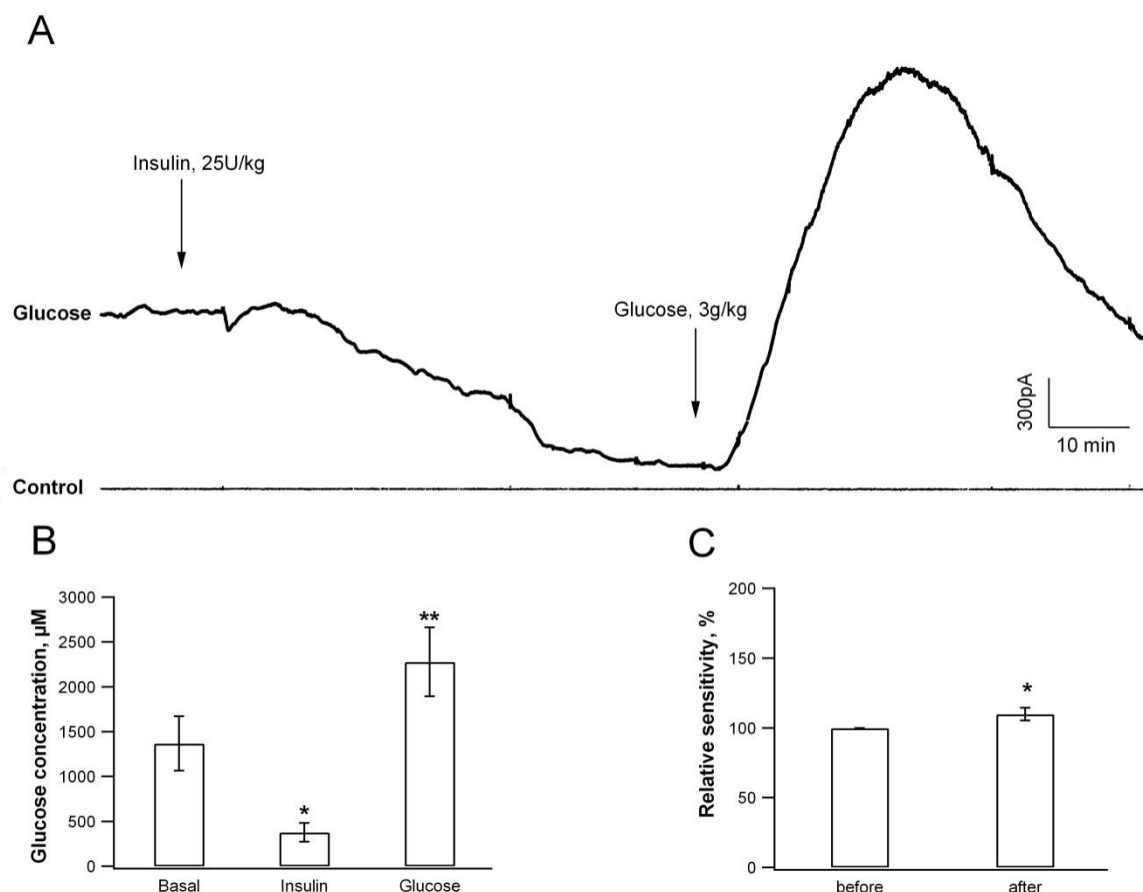 A
Insulin, 25U/kg
Glucose
Glucose, 3g/kg
300pA
10 min
Control
B
Glucose concentration, µM
3000
2500
2000
1500
1000
500
0
*
**
Basal Insulin Glucose
C
Relative sensitivity, %
200
150
100
50
0
*
before after